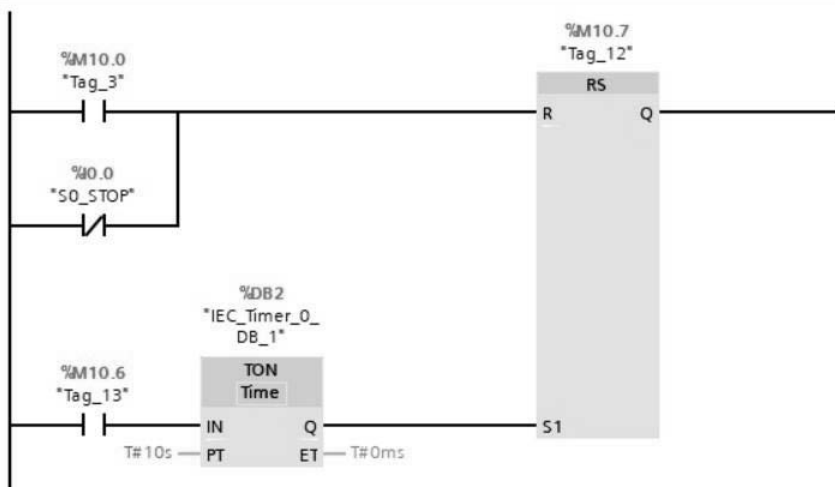 %M10.0
"Tag_3"
%I0.0
"S0_STOP"
%M10.7
"Tag_12"
RS
R Q
S1
%DB2
"IEC_Timer_0_
DB_1"
TON
Time
%M10.6
"Tag_13"
IN Q
T#10s PT ET T#0ms